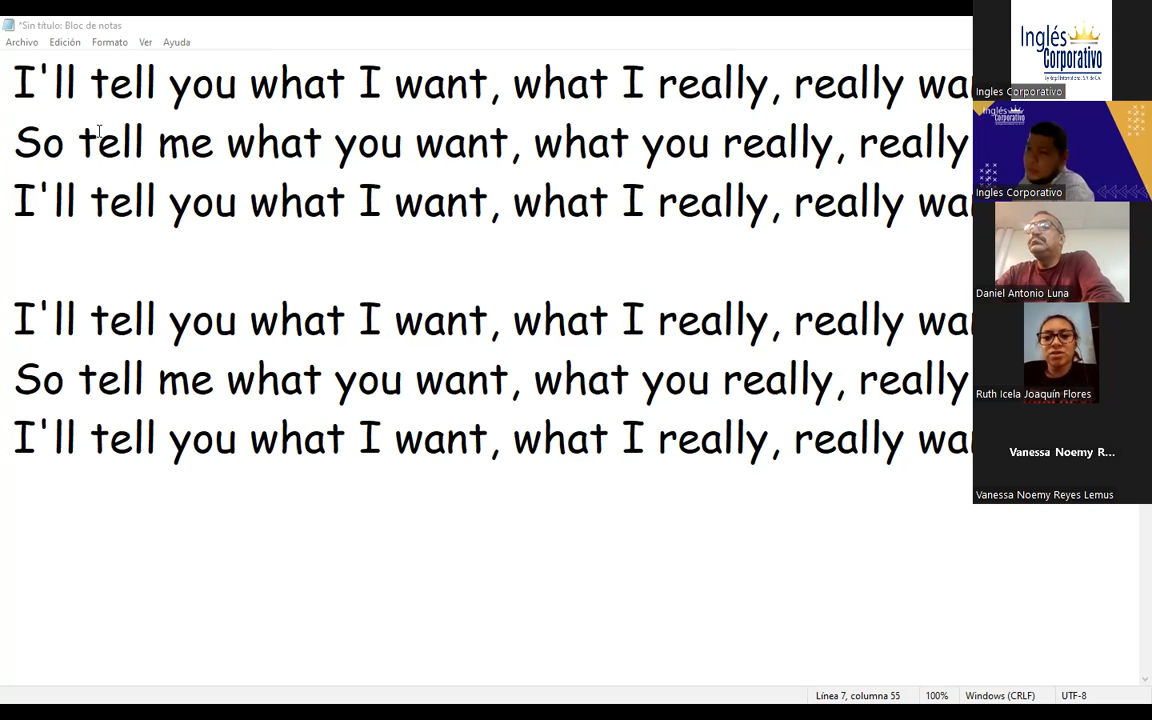 *Sin título: Bloc de notas
Archivo Edición Formato Ver Ayuda
I'll tell you what I want, what I really, really
So tell me what you want, what you really, really
I'll tell you what I want, what I really, really
I'll tell you what I want, what I really, really
So tell me what you want, what you really, really
I'll tell you what I want, what I really, really
Línea 7, columna 55 100% Windows (CRLF) UTF-8
Inglés
Corporativo
Ingles Corporativo
Inglés
Corporativo
Ingles Corporativo
Daniel Antonio Luna
Ruth Icela Joaquín Flores
Vanessa Noemy R...
Vanessa Noemy Reyes Lemus